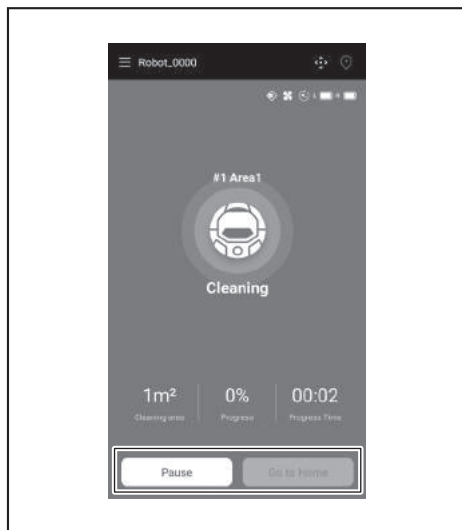 Robot_0000
#1 Area1
Cleaning
1m² 0% 00:02
Cleaning area Progress Progress Time
Pause Go to Home